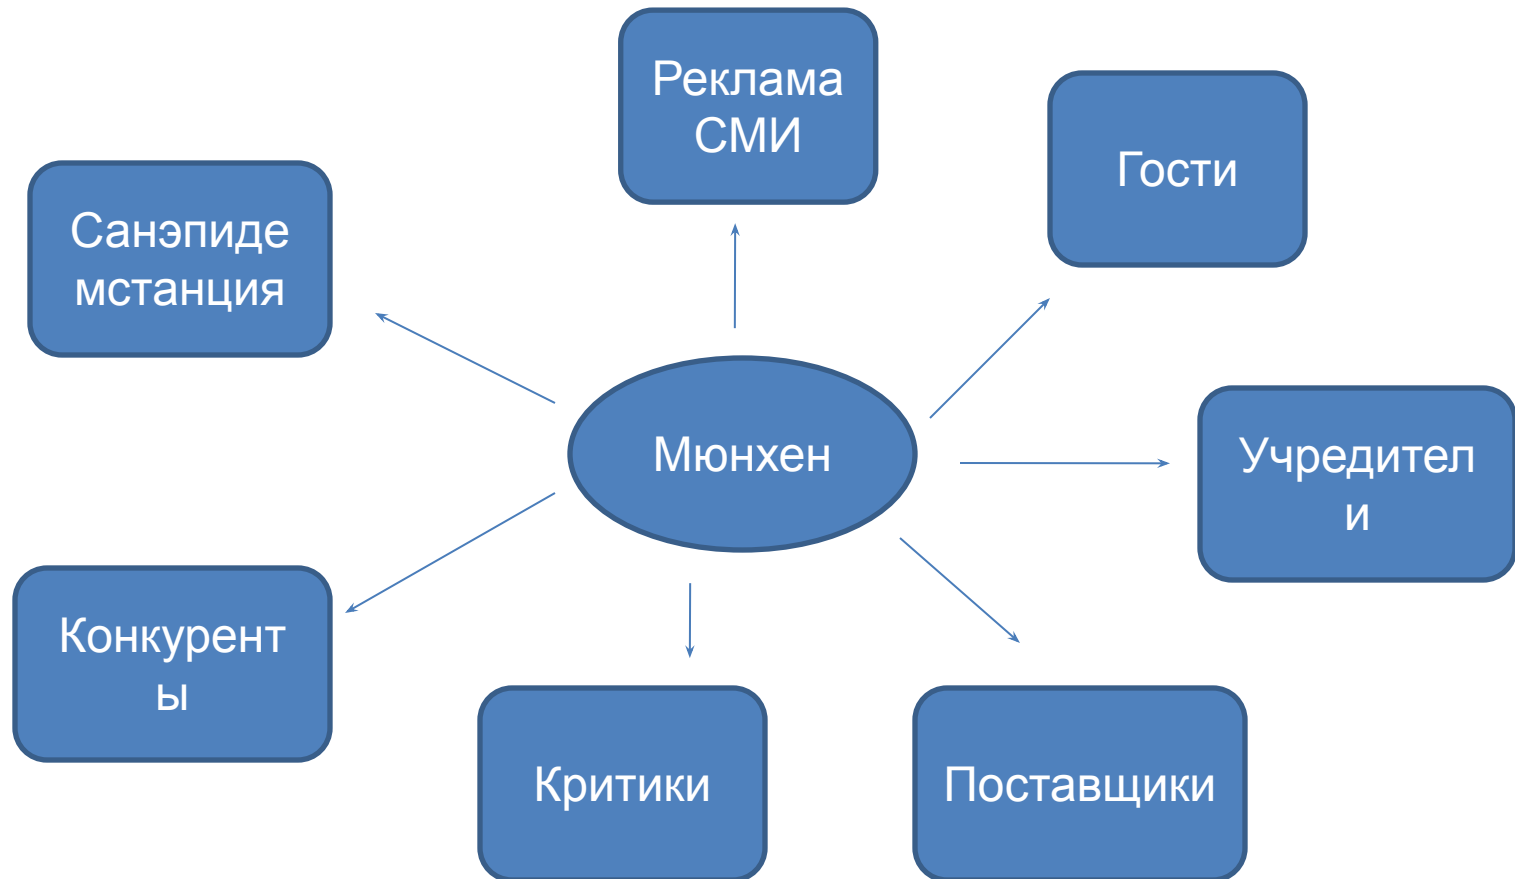 Реклама
СМИ
Гости
Санэпиде
мстанция
Мюнхен
Учредител
и
Конкурент
ы
Критики
Поставщики